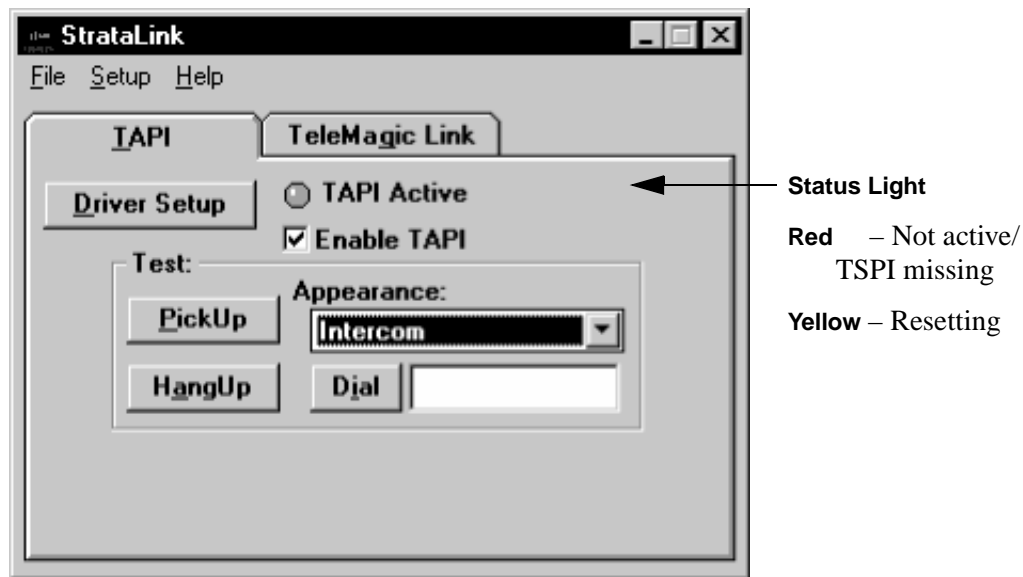 StrataLink
File Setup Help
TAPI TeleMagic Link
Driver Setup TAPI Active
Enable TAPI
Test:
Appearance:
PickUp
Intercom
HangUp Dial
Status Light
Red – Not active/
TSPI missing
Yellow – Resetting